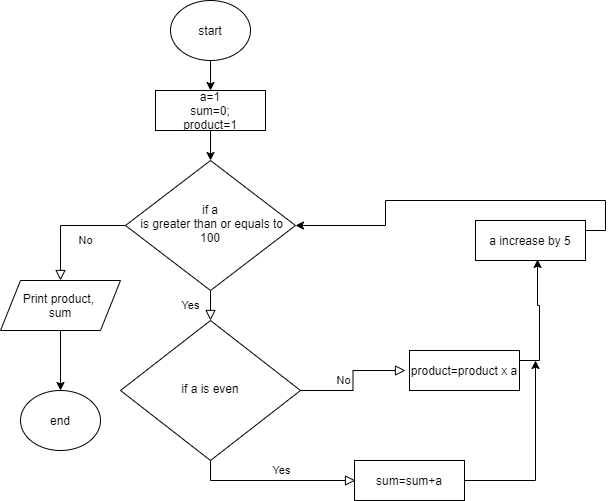 start
a=1
sum=0;
product=1
if a
is greater than or equals to
100
No
Yes
Print product,
sum
end
if a is even
No
product=product x a
a increase by 5
Yes
sum=sum+a